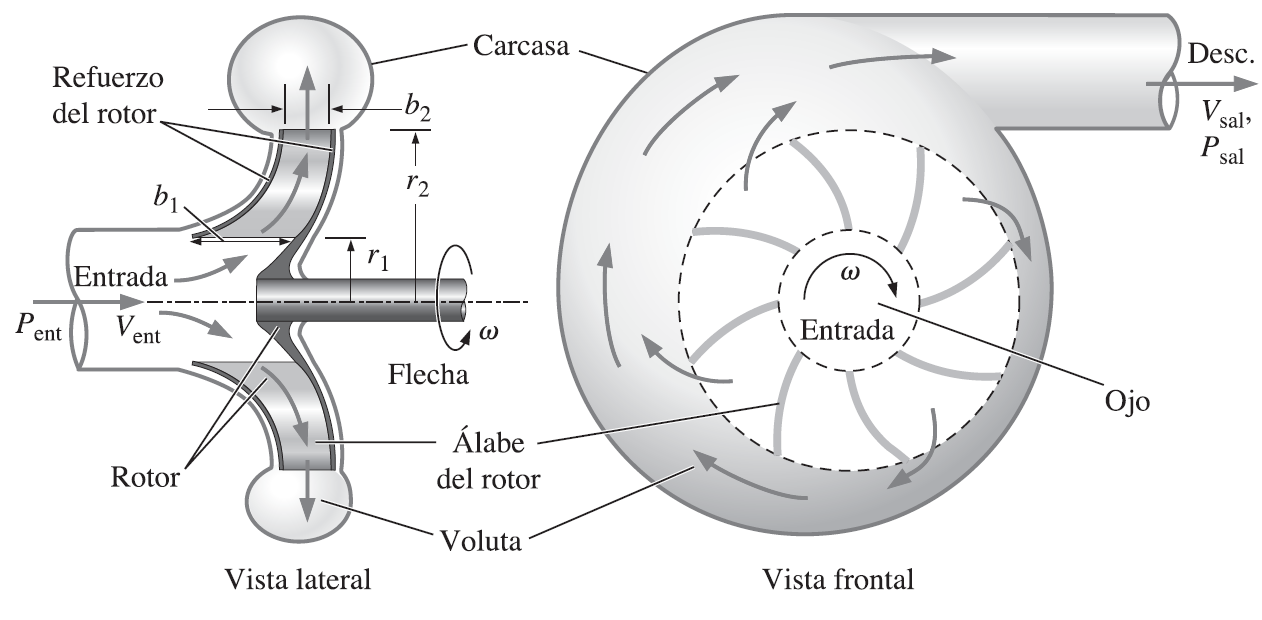 Carcasa
Refuerzo
del rotor
b2
r2
b1
r1
Entrada
Pent
Vent
ω
Flecha
Rotor
Álabe
del rotor
Voluta
Vista lateral
Desc.
Vsal,
Psal
ω
Entrada
Ojo
Vista frontal